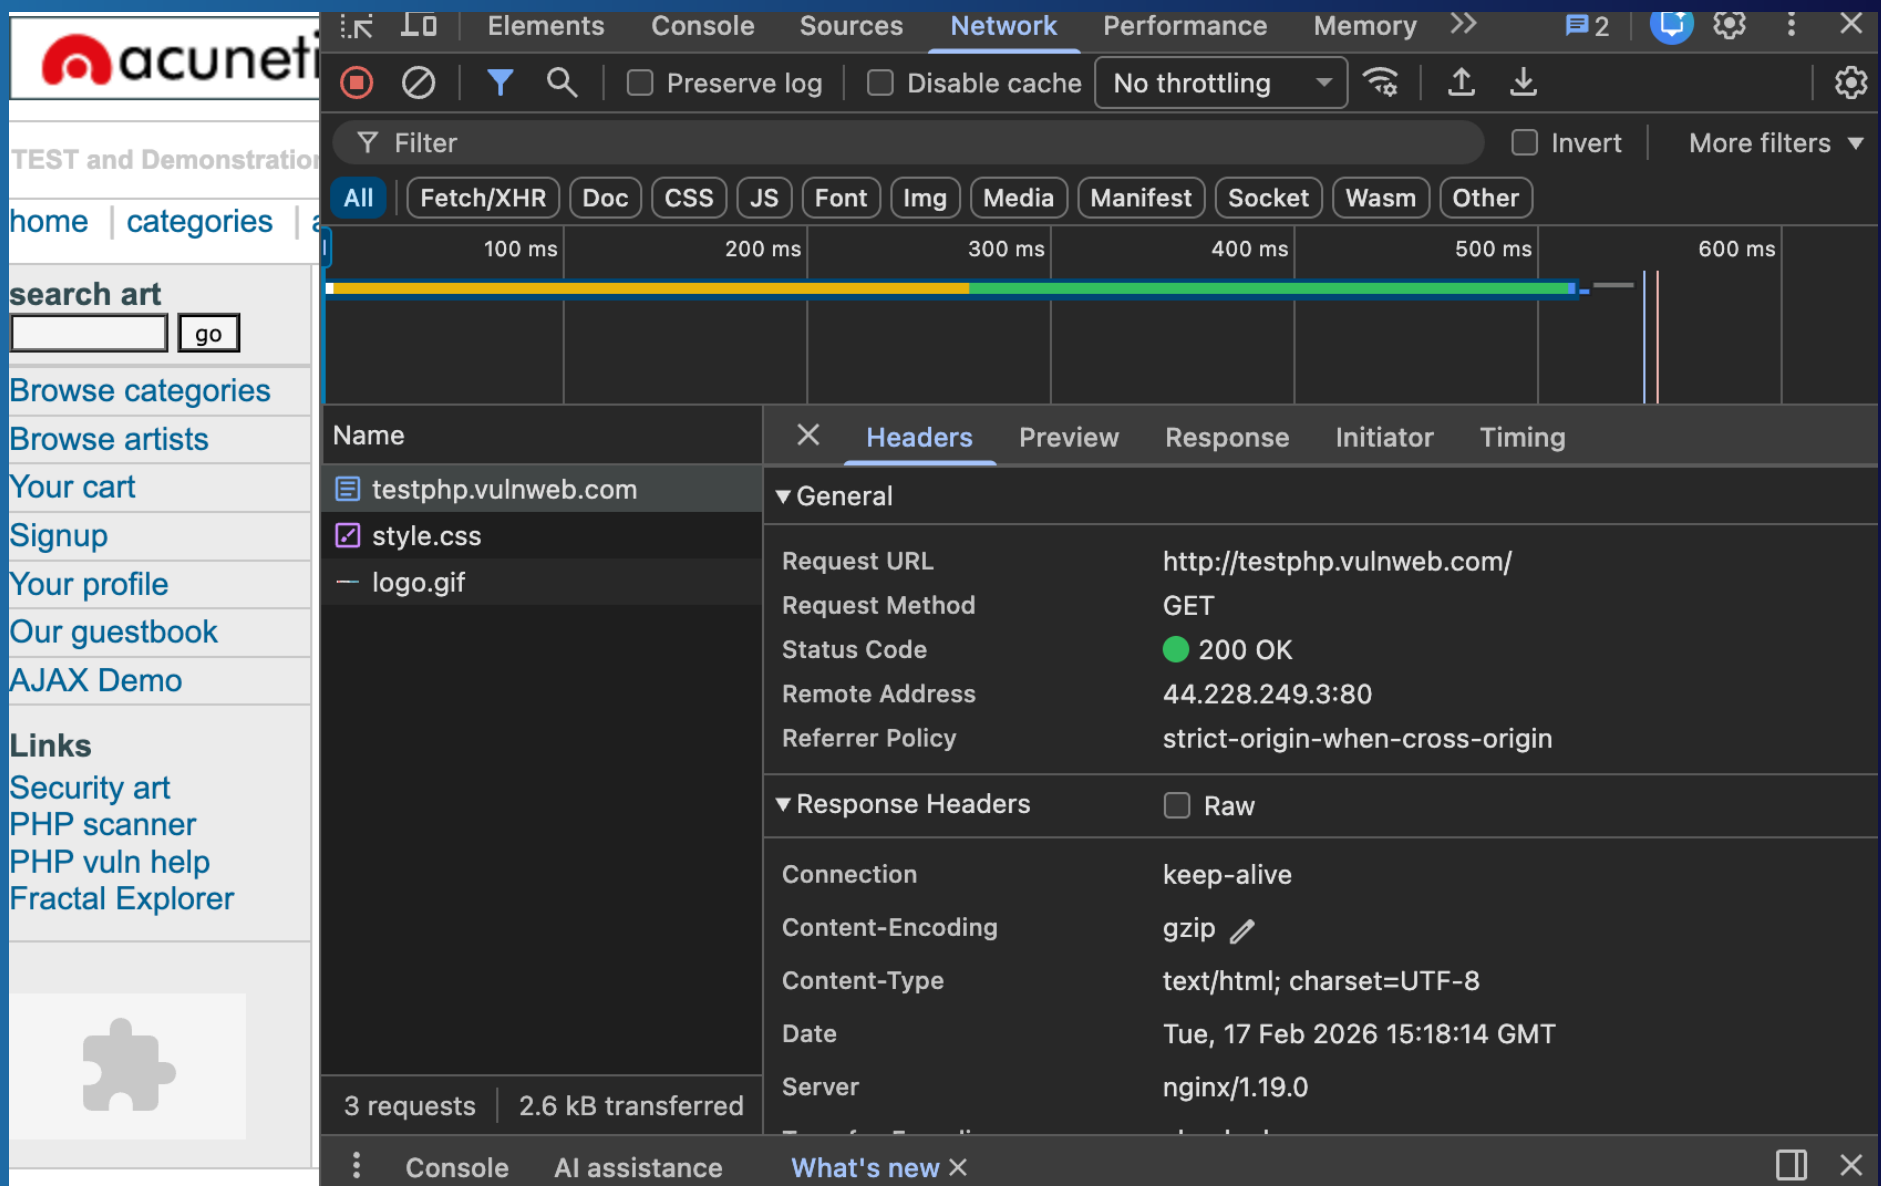 acuneti
TEST and Demonstration
home
categories
a
search art
go
Browse categories
Browse artists
Your cart
Signup
Your profile
Our guestbook
AJAX Demo
Links
Security art
PHP scanner
PHP vuln help
Fractal Explorer
Elements
Console
Sources
Network
Performance
Memory
2
Preserve log
Disable cache
No throttling
Filter
Invert
More filters
All
Fetch/XHR
Doc
CSS
JS
Font
Img
Media
Manifest
Socket
Wasm
Other
100 ms
200 ms
300 ms
400 ms
500 ms
600 ms
Name
testphp.vulnweb.com
style.css
logo.gif
3 requests
2.6 kB transferred
Headers
Preview
Response
Initiator
Timing
General
Request URL
http://testphp.vulnweb.com/
Request Method
GET
Status Code
200 OK
Remote Address
44.228.249.3:80
Referrer Policy
strict-origin-when-cross-origin
Response Headers
Raw
Connection
keep-alive
Content-Encoding
gzip
Content-Type
text/html; charset=UTF-8
Date
Tue, 17 Feb 2026 15:18:14 GMT
Server
nginx/1.19.0
Console
AI assistance
What's new